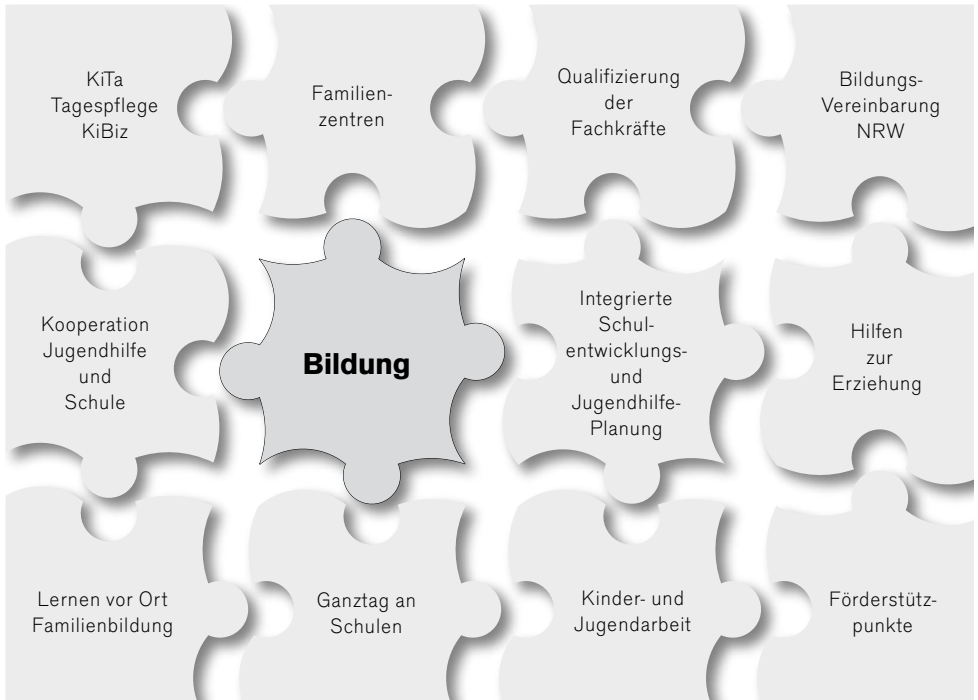 KiTa
Tagespflege
KiBiz
Familien-
zentren
Qualifizierung
der
Fachkräfte
Bildungs-
Vereinbarung
NRW
Kooperation
Jugendhilfe
und
Schule
Bildung
Integrierte
Schul-
entwicklungs-
und
Jugendhilfe-
Planung
Hilfen
zur
Erziehung
Lernen vor Ort
Familienbildung
Ganztag an
Schulen
Kinder- und
Jugendarbeit
Förderstütz-
punkte